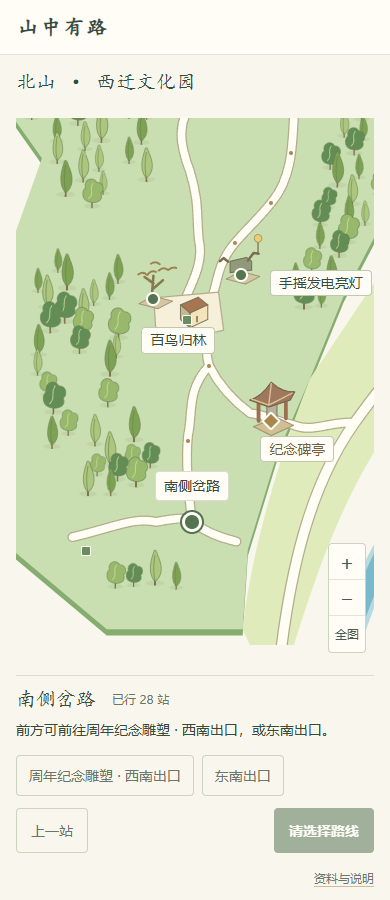 山中有路
北山 • 西迁文化园
手摇发电亮灯
百鸟归林
纪念碑亭
南侧岔路
+
−
全图
南侧岔路 已行 28 站
前方可前往周年纪念雕塑 · 西南出口，或东南出口。
周年纪念雕塑 · 西南出口 东南出口
上一站 请选择路线
资料与说明